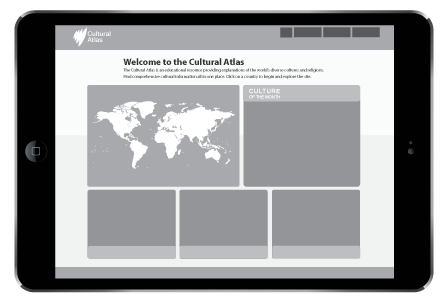 Cultural
Atlas
Welcome to the Cultural Atlas
The Cultural Atlas is an educational resource providing explanations of the world's diverse cultures and religions.
Find comprehensive cultural information all in one place. Click on a country to begin and explore the site.
CULTURE
OF THE MONTH